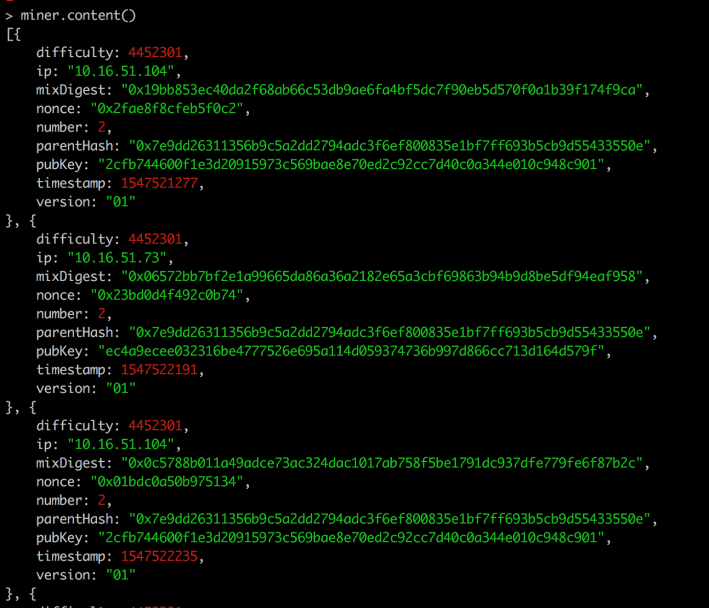 > miner.content()
[{
difficulty: 4452301,
ip: "10.16.51.104",
mixDigest: "0x19bb853ec40da2f68ab66c53db9ae6fa4bf5dc7f90eb5d570f0a1b39f174f9ca",
nonce: "0x2fae8f8cfeb5f0c2",
number: 2,
parentHash: "0x7e9dd26311356b9c5a2dd2794adc3f6ef800835e1bf7ff693b5cb9d55433550e",
pubKey: "2cfb744600f1e3d20915973c569bae8e70ed2c92cc7d40c0a344e010c948c901",
timestamp: 1547521277,
version: "01"
}, {
difficulty: 4452301,
ip: "10.16.51.73",
mixDigest: "0x06572bb7bf2e1a99665da86a36a2182e65a3cbf69863b94b9d8be5df94eaf958",
nonce: "0x23bd0d4f492c0b74",
number: 2,
parentHash: "0x7e9dd26311356b9c5a2dd2794adc3f6ef800835e1bf7ff693b5cb9d55433550e",
pubKey: "ec4a9ecee032316be4777526e695a114d059374736b997d866cc713d164d579f",
timestamp: 1547522191,
version: "01"
}, {
difficulty: 4452301,
ip: "10.16.51.104",
mixDigest: "0x0c5788b011a49adce73ac324dac1017ab758f5be1791dc937dfe779fe6f87b2c",
nonce: "0x01bdc0a50b975134",
number: 2,
parentHash: "0x7e9dd26311356b9c5a2dd2794adc3f6ef800835e1bf7ff693b5cb9d55433550e",
pubKey: "2cfb744600f1e3d20915973c569bae8e70ed2c92cc7d40c0a344e010c948c901",
timestamp: 1547522235,
version: "01"
}, {